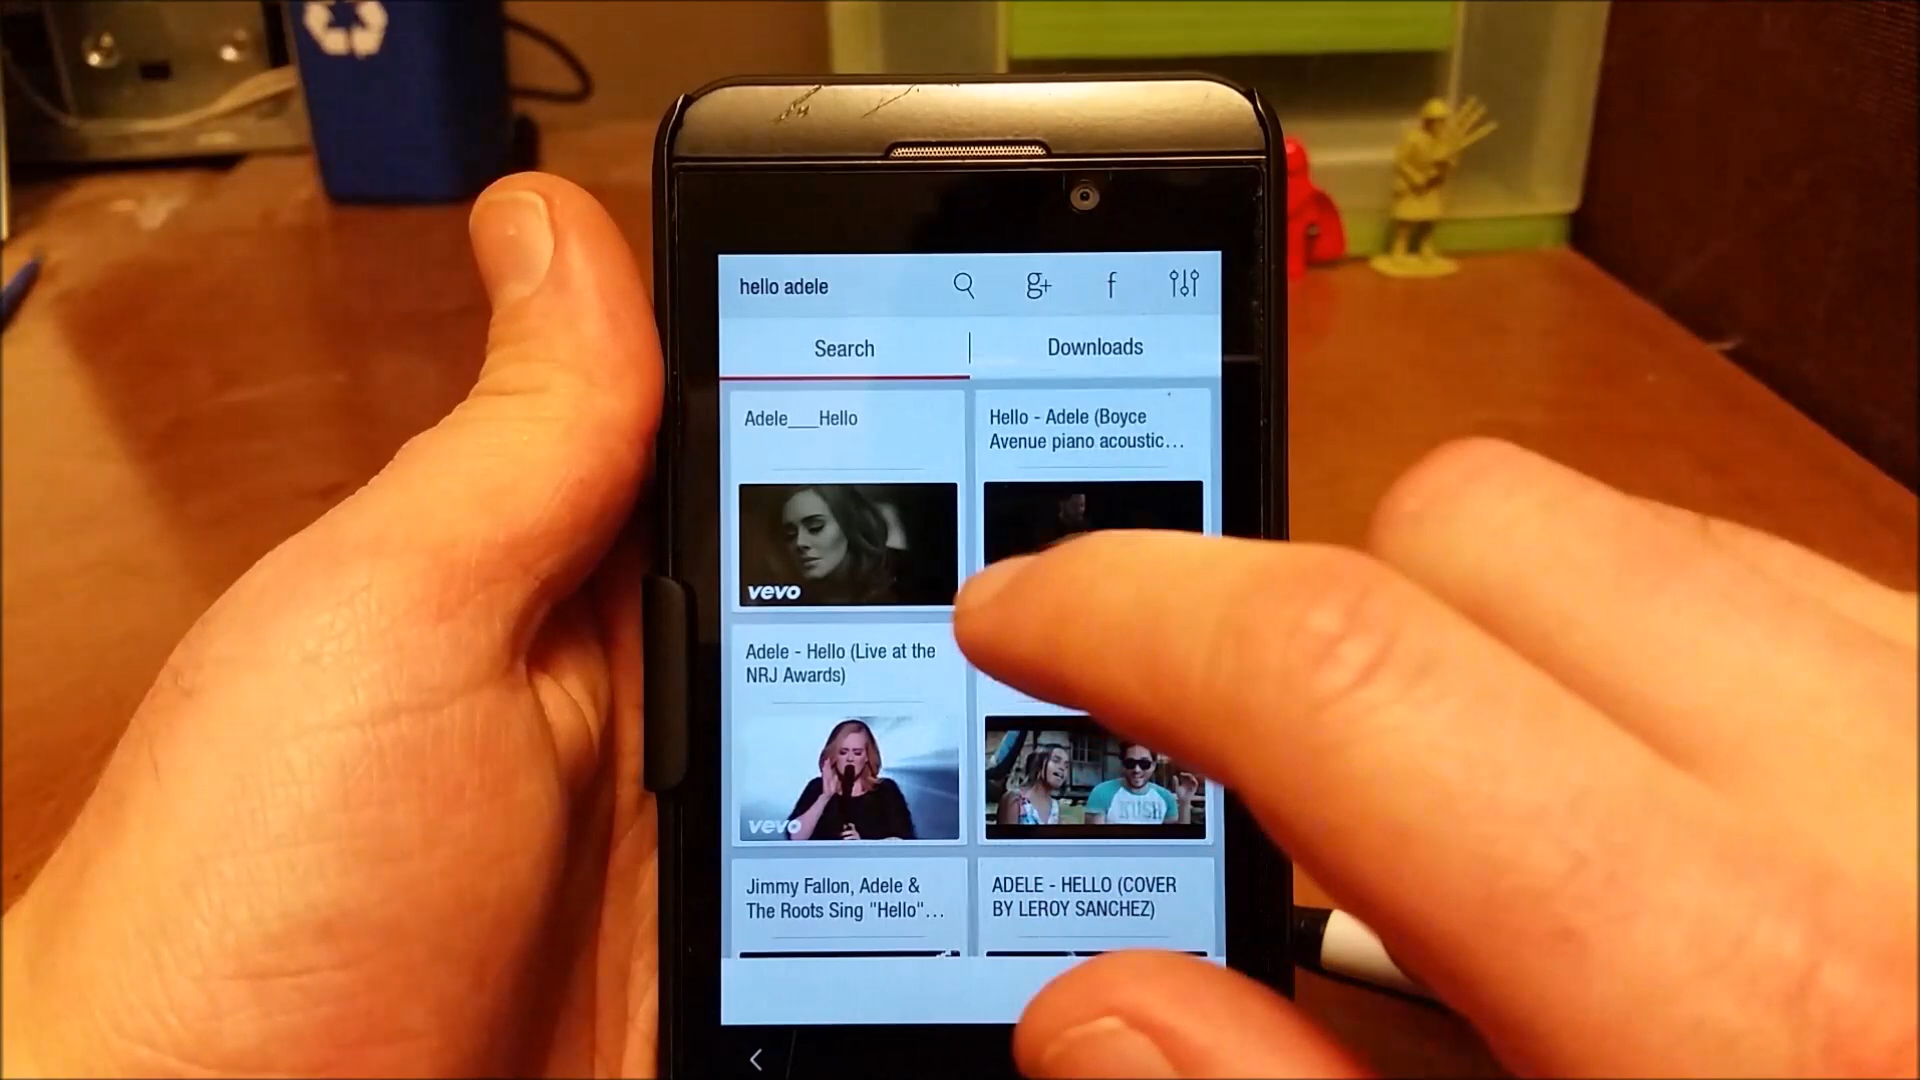 hello adele
g+
f
Search
Downloads
Adele___Hello
Hello - Adele (Boyce
Avenue piano acoustic...
vevo
Adele - Hello (Live at the
NRJ Awards)
vevo
KUSH
Jimmy Fallon, Adele &
The Roots Sing "Hello"...
ADELE - HELLO (COVER
BY LEROY SANCHEZ)